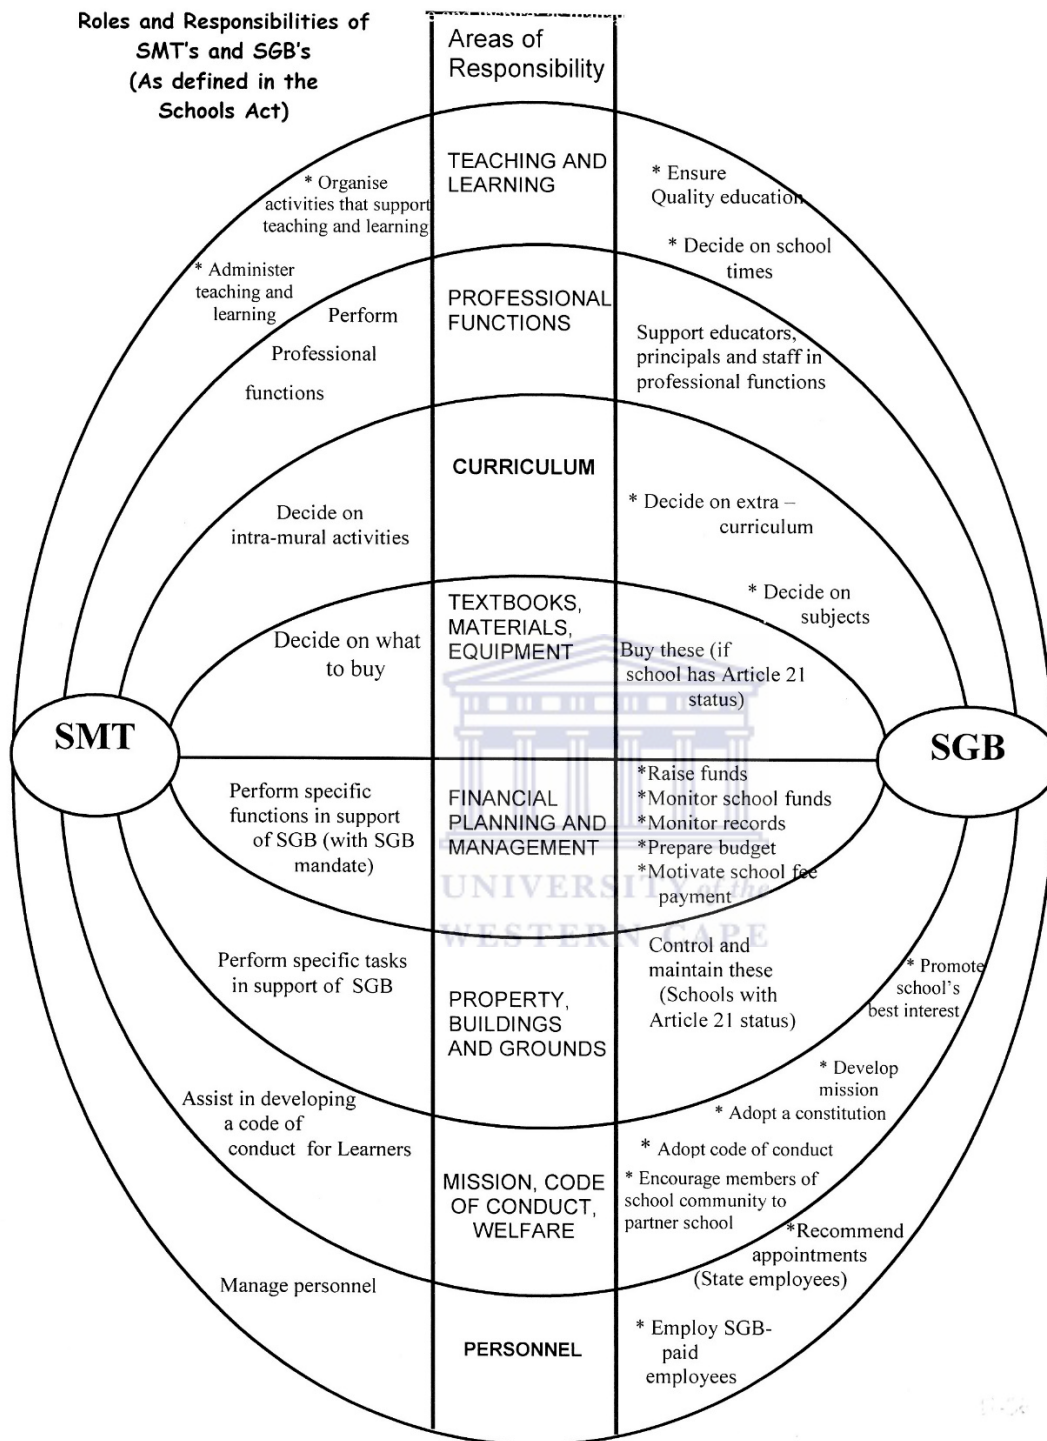 Roles and Responsibilities of
SMT's and SGB's
(As defined in the
Schools Act)
Areas of
Responsibility
TEACHING AND
LEARNING
* Organise
activities that support
teaching and learning
* Administer
teaching and
learning
* Ensure
Quality education
* Decide on school
times
PROFESSIONAL
FUNCTIONS
Perform
Professional
functions
Support educators,
principals and staff in
professional functions
CURRICULUM
Decide on
intra-mural activities
* Decide on extra –
curriculum
* Decide on
subjects
TEXTBOOKS,
MATERIALS,
EQUIPMENT
Decide on what
to buy
Buy these (if
school has Article 21
status)
SMT
SGB
Perform specific
functions in support
of SGB (with SGB
mandate)
FINANCIAL
PLANNING AND
MANAGEMENT
*Raise funds
*Monitor school funds
*Monitor records
*Prepare budget
*Motivate school fee
payment
UNIVERSITY of the
WESTERN CAPE
Perform specific tasks
in support of SGB
PROPERTY,
BUILDINGS
AND GROUNDS
Control and
maintain these
(Schools with
Article 21 status)
* Promote
school's
best interest
* Develop
mission
* Adopt a constitution
Assist in developing
a code of
conduct for Learners
MISSION, CODE
OF CONDUCT,
WELFARE
* Adopt code of conduct
* Encourage members of
school community to
partner school
*Recommend
appointments
(State employees)
Manage personnel
PERSONNEL
* Employ SGB-
paid
employees